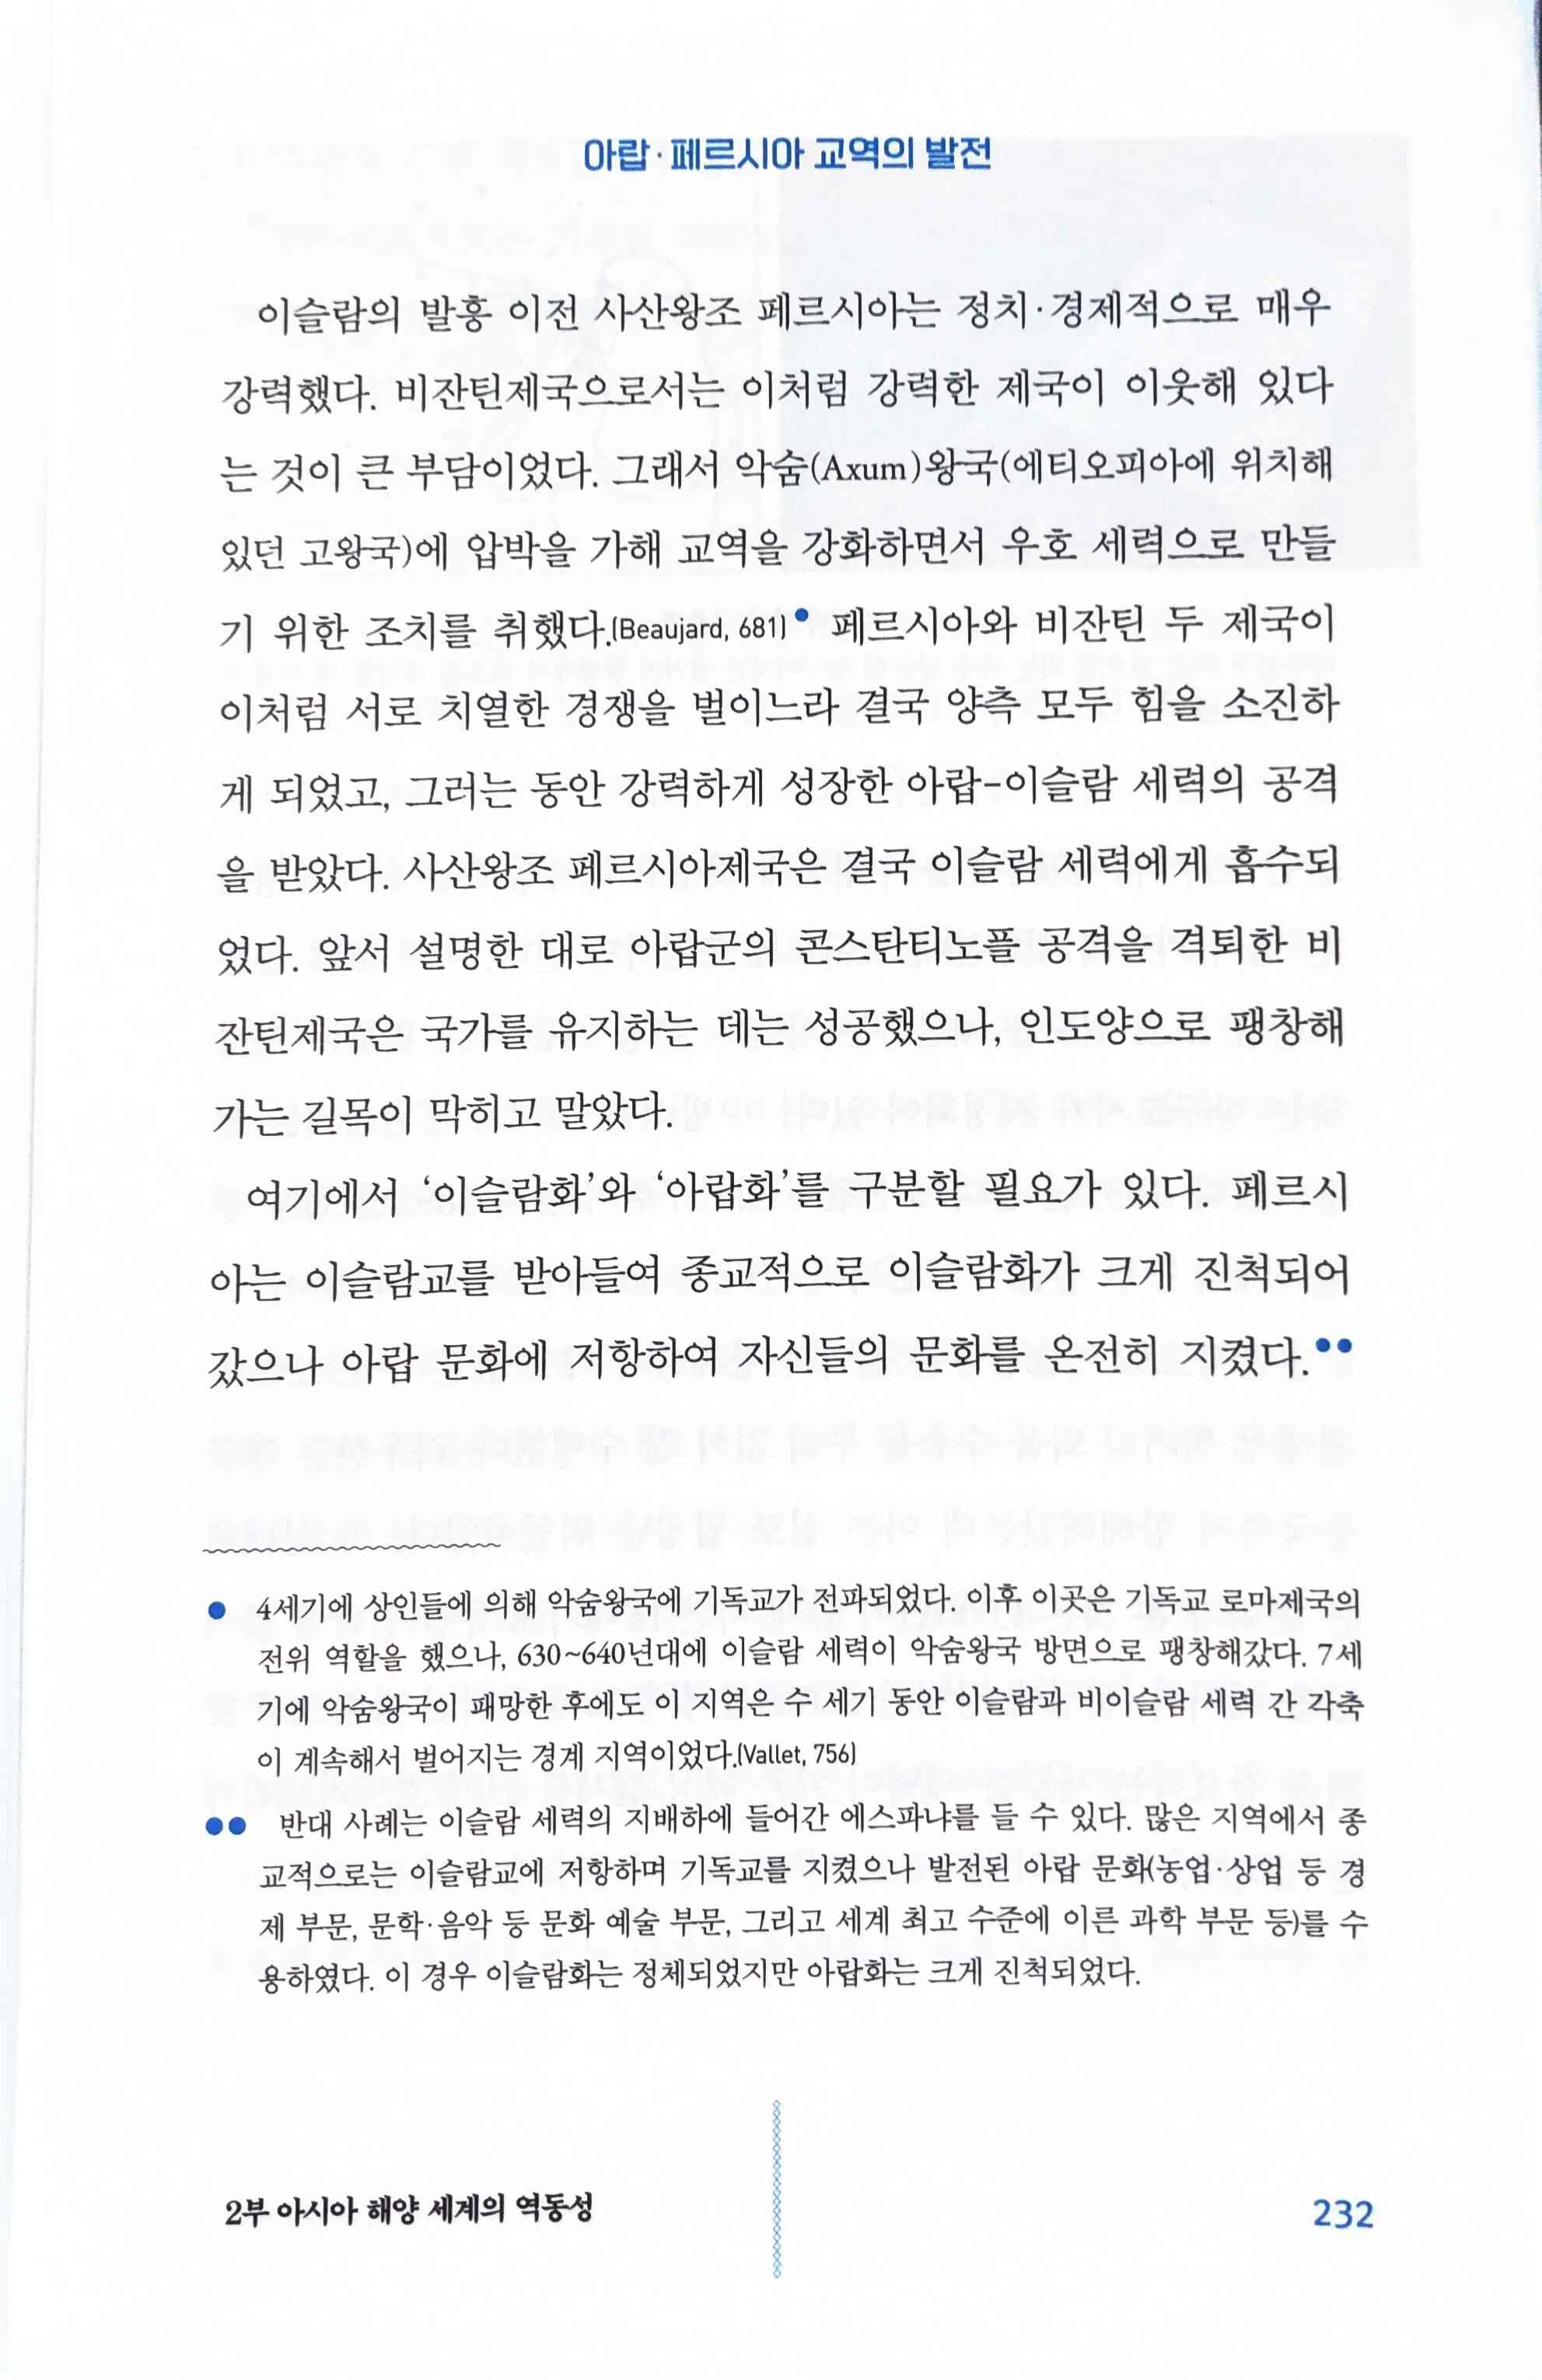 아랍·페르시아 교역의 발전
이슬람의 발흥 이전 사산왕조 페르시아는 정치·경제적으로 매우
강력했다. 비잔틴제국으로서는 이처럼 강력한 제국이 이웃해 있다
는 것이 큰 부담이었다. 그래서 악숨(Axum)왕국(에티오피아에 위치해
있던 고왕국)에 압박을 가해 교역을 강화하면서 우호 세력으로 만들
기 위한 조치를 취했다.(Beaujard, 681)● 페르시아와 비잔틴 두 제국이
이처럼 서로 치열한 경쟁을 벌이느라 결국 양측 모두 힘을 소진하
게 되었고, 그러는 동안 강력하게 성장한 아랍-이슬람 세력의 공격
을 받았다. 사산왕조 페르시아제국은 결국 이슬람 세력에게 흡수되
었다. 앞서 설명한 대로 아랍군의 콘스탄티노플 공격을 격퇴한 비
잔틴제국은 국가를 유지하는 데는 성공했으나, 인도양으로 팽창해
가는 길목이 막히고 말았다.
여기에서 ‘이슬람화’와 ‘아랍화’를 구분할 필요가 있다. 페르시
아는 이슬람교를 받아들여 종교적으로 이슬람화가 크게 진척되어
갔으나 아랍 문화에 저항하여 자신들의 문화를 온전히 지켰다.●●
● 4세기에 상인들에 의해 악숨왕국에 기독교가 전파되었다. 이후 이곳은 기독교 로마제국의
전위 역할을 했으나, 630~640년대에 이슬람 세력이 악숨왕국 방면으로 팽창해갔다. 7세
기에 악숨왕국이 패망한 후에도 이 지역은 수 세기 동안 이슬람과 비이슬람 세력 간 각축
이 계속해서 벌어지는 경계 지역이었다.(Vallet, 756)
●● 반대 사례는 이슬람 세력의 지배하에 들어간 에스파냐를 들 수 있다. 많은 지역에서 종
교적으로는 이슬람교에 저항하며 기독교를 지켰으나 발전된 아랍 문화(농업·상업 등 경
제 부문, 문학·음악 등 문화 예술 부문, 그리고 세계 최고 수준에 이른 과학 부문 등)를 수
용하였다. 이 경우 이슬람화는 정체되었지만 아랍화는 크게 진척되었다.
2부 아시아 해양 세계의 역동성
232